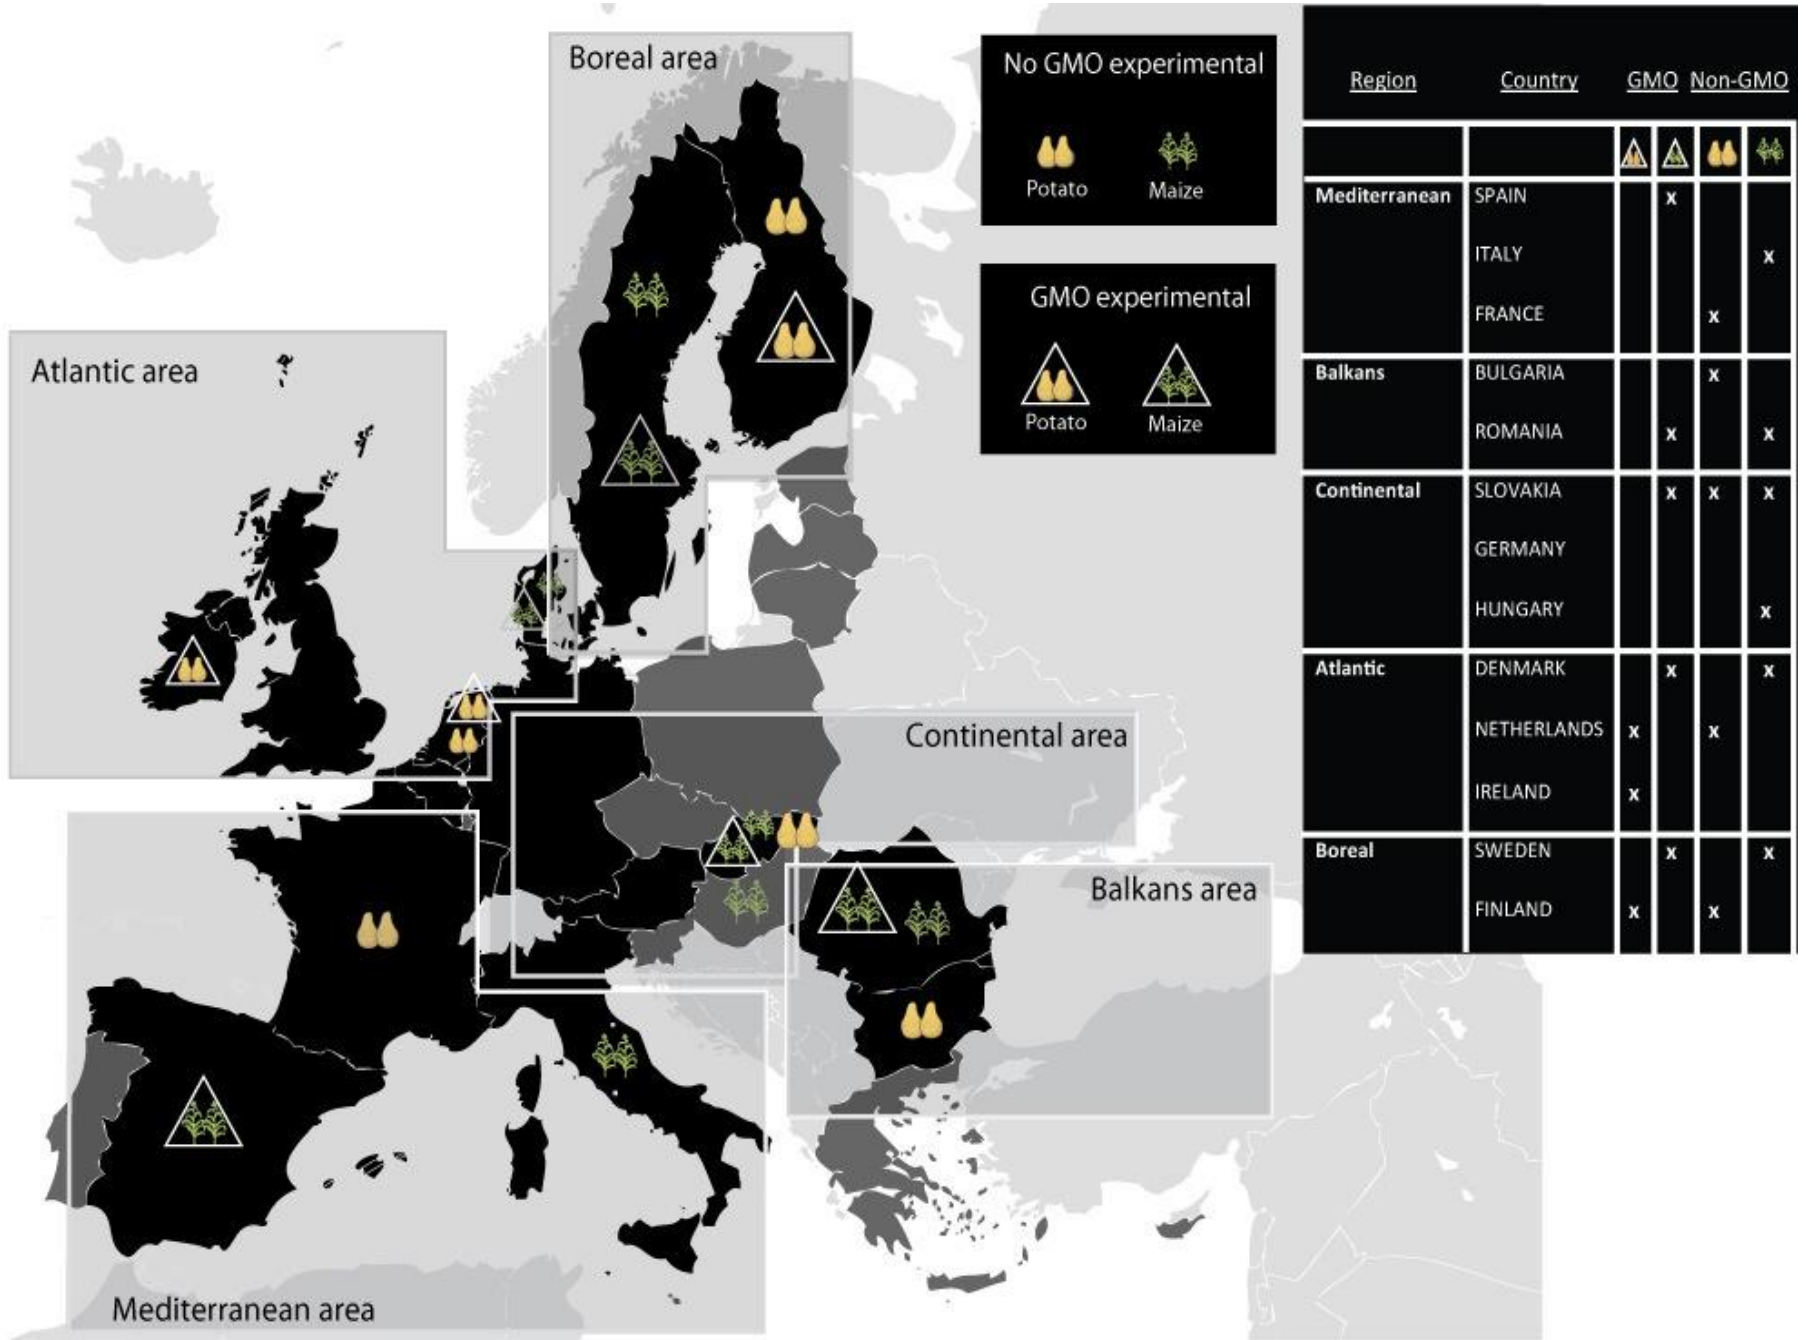 Boreal area
Atlantic area
Continental area
Balkans area
Mediterranean area
No GMO experimental
Potato Maize
GMO experimental
Potato Maize
Region Country GMO Non-GMO
Mediterranean SPAIN x
ITALY x
FRANCE x
Balkans BULGARIA x
ROMANIA x x
Continental SLOVAKIA x x x
GERMANY
HUNGARY x
Atlantic DENMARK x x
NETHERLANDS x x
IRELAND x
Boreal SWEDEN x x
FINLAND x x